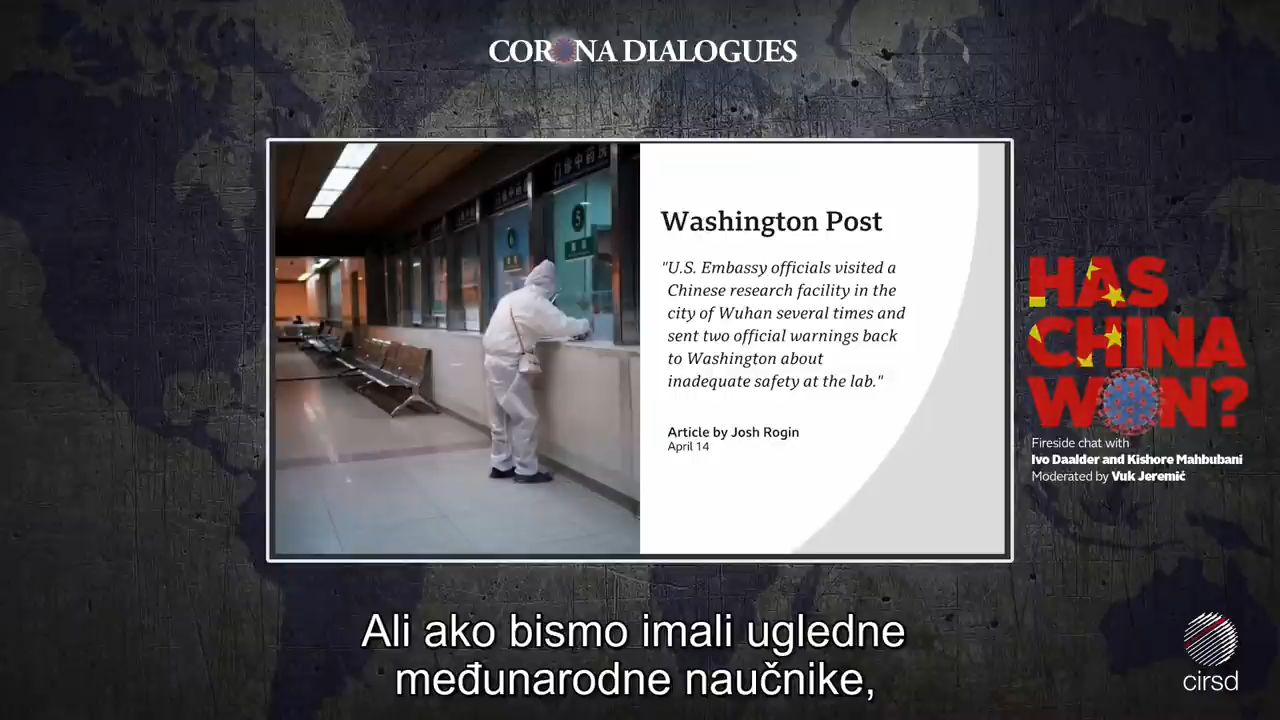 CORONA DIALOGUES
Washington Post
"U.S. Embassy officials visited a
Chinese research facility in the
city of Wuhan several times and
sent two official warnings back
to Washington about
inadequate safety at the lab."
Article by Josh Rogin
April 14
HAS
CHINA
WON?
Fireside chat with
Ivo Daalder and Kishore Mahbubani
Moderated by Vuk Jeremić
Ali ako bismo imali ugledne
međunarodne naučnike,
cirsd